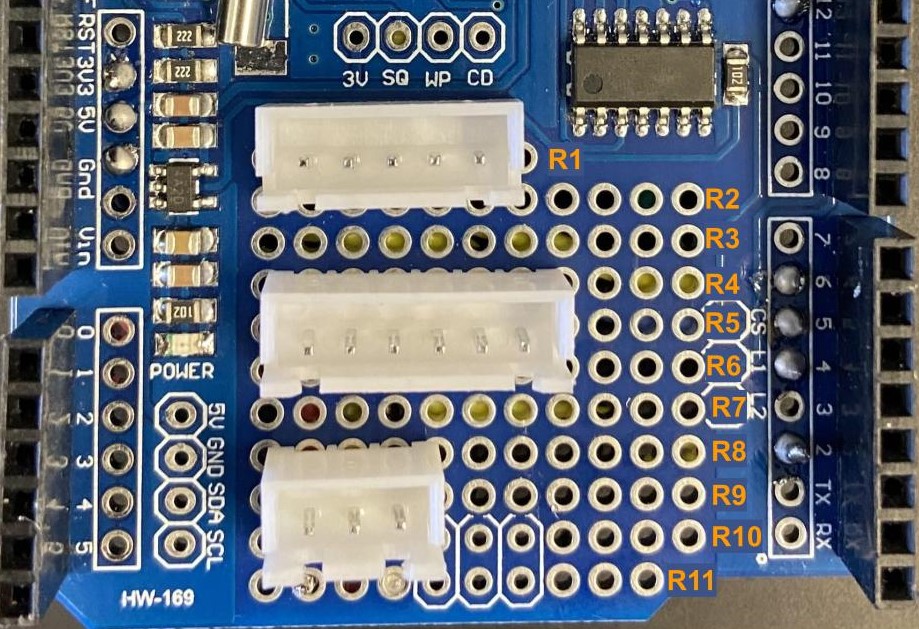 RST
3V3
5V
Gnd
Vin
222
222
102
POWER
0
1
2
3
4
5
5V
GND
SDA
SCL
HW-169
3V SQ WP CD
102
R1
R2
R3
R4
R5
R6
R7
R8
R9
R10
R11
CS
L1
L2
12
11
10
9
8
7
6
5
4
3
2
TX
RX